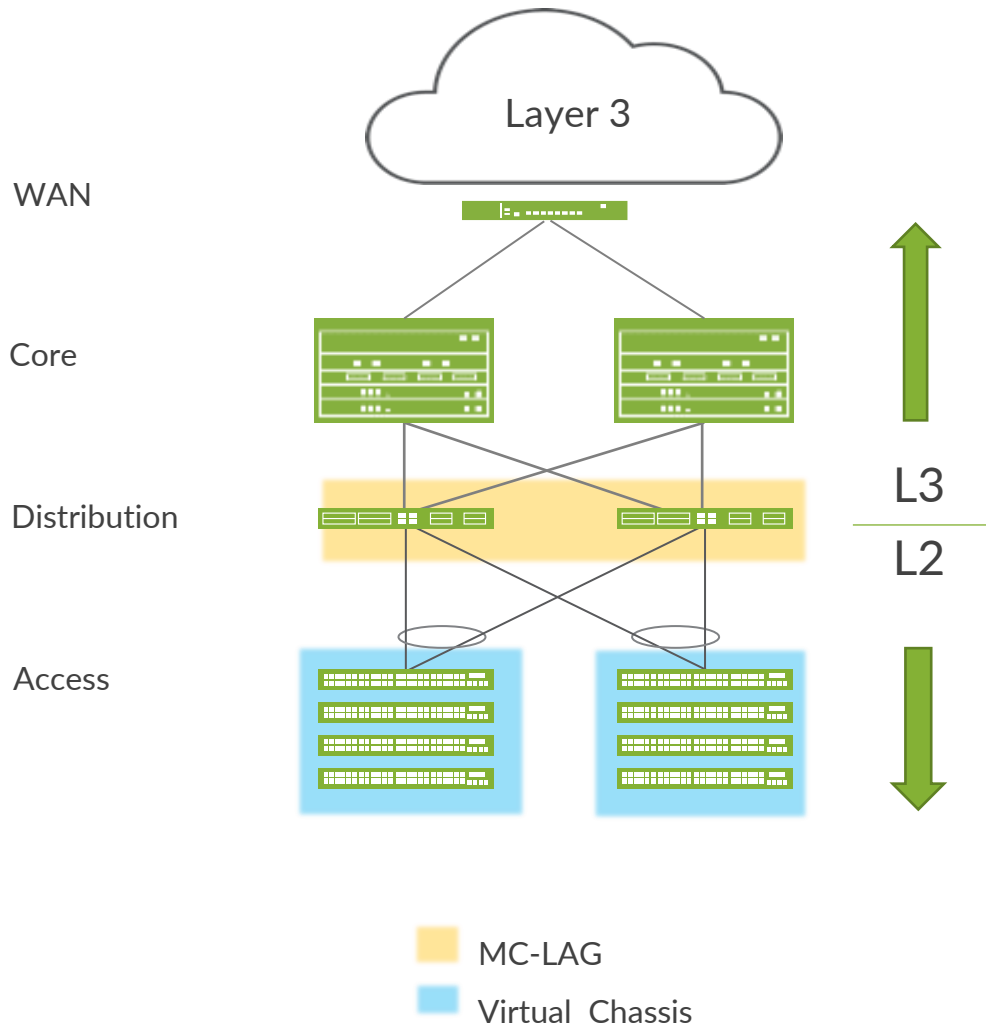 Layer 3
WAN
Core
L3
Distribution
L2
Access
MC-LAG
Virtual Chassis